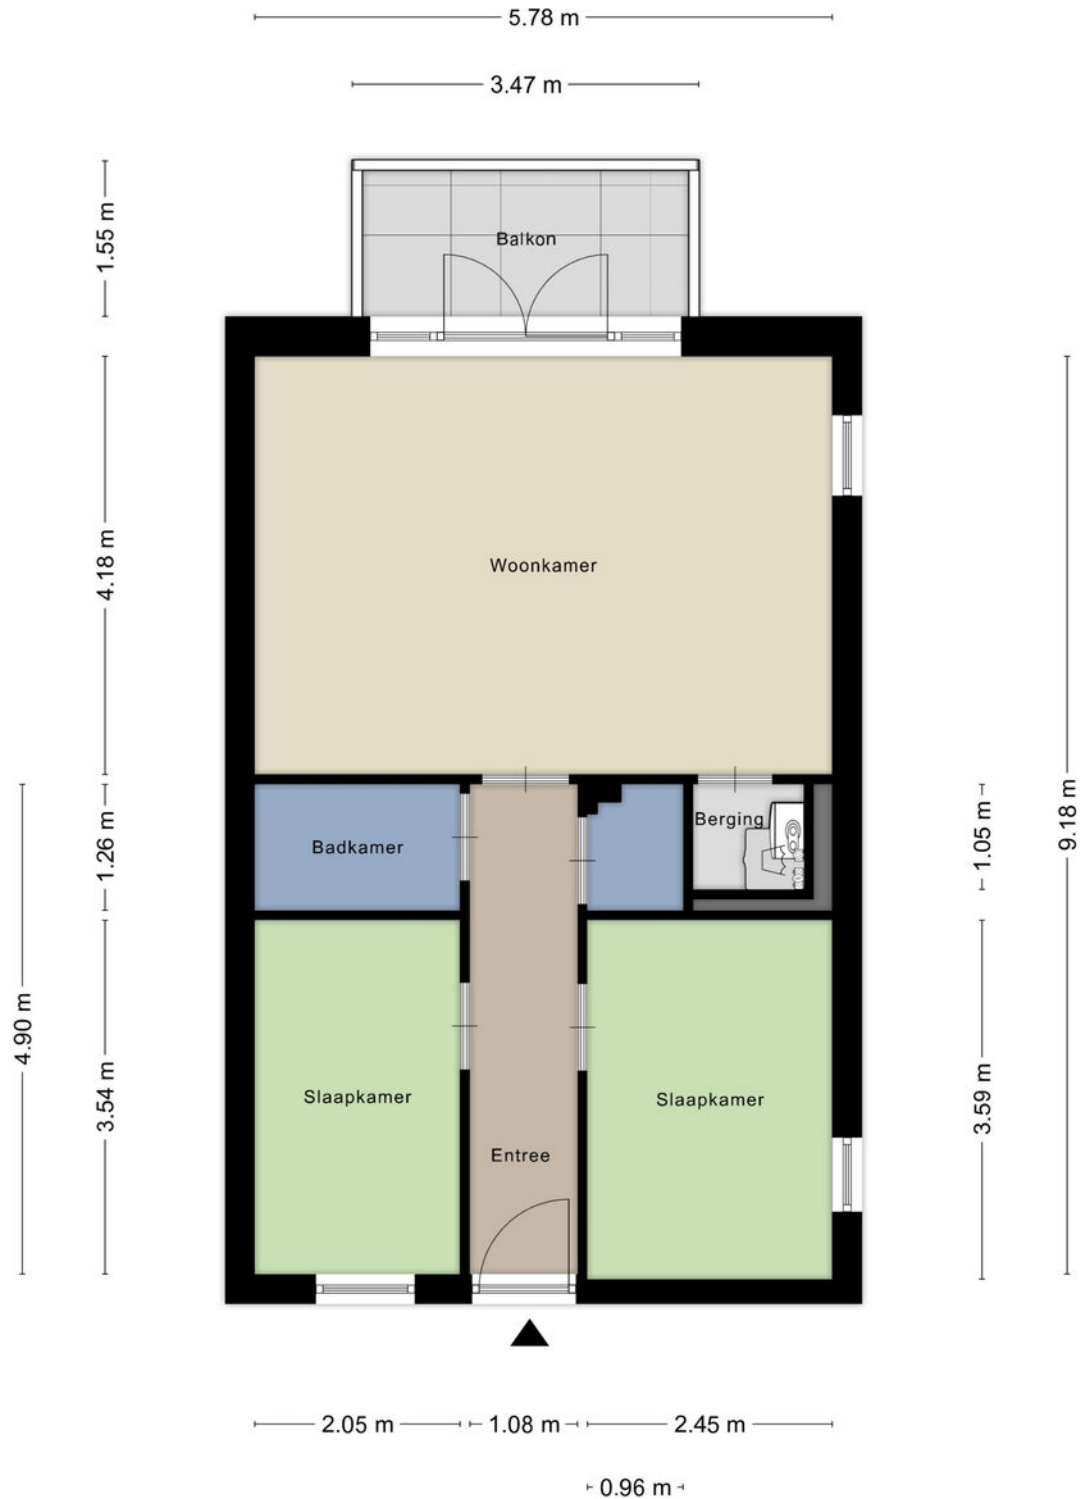 5.78 m
3.47 m
1.55 m
Balkon
4.18 m
Woonkamer
9.18 m
1.26 m
Badkamer
Berging
1.05 m
4.90 m
3.54 m
Slaapkamer
Slaapkamer
3.59 m
Entree
2.05 m
1.08 m
2.45 m
0.96 m